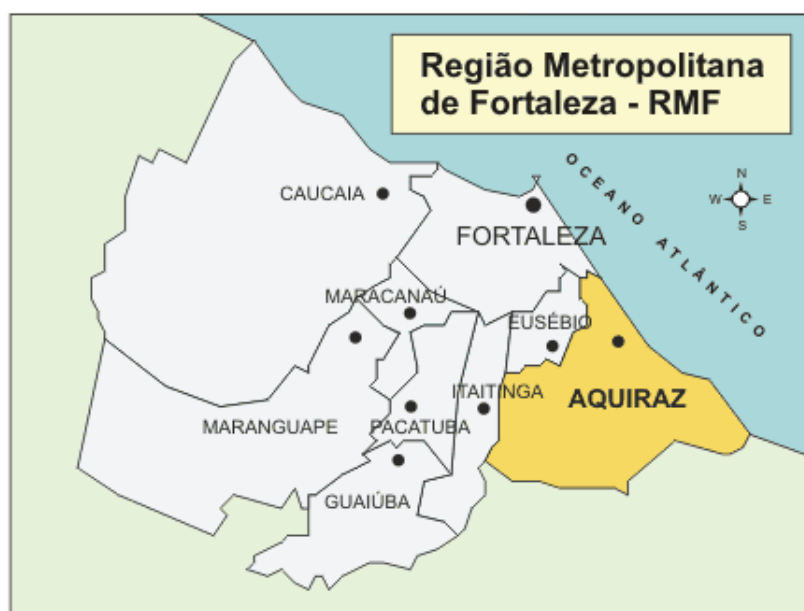 Região Metropolitana
de Fortaleza - RMF
OCEANO ATLÂNTICO
N
W
E
S
CAUCAIA
FORTALEZA
MARACANAÚ
EUSÉBIO
ITAITINGA
AQUIRAZ
MARANGUAPE
PACATUBA
GUAIÚBA